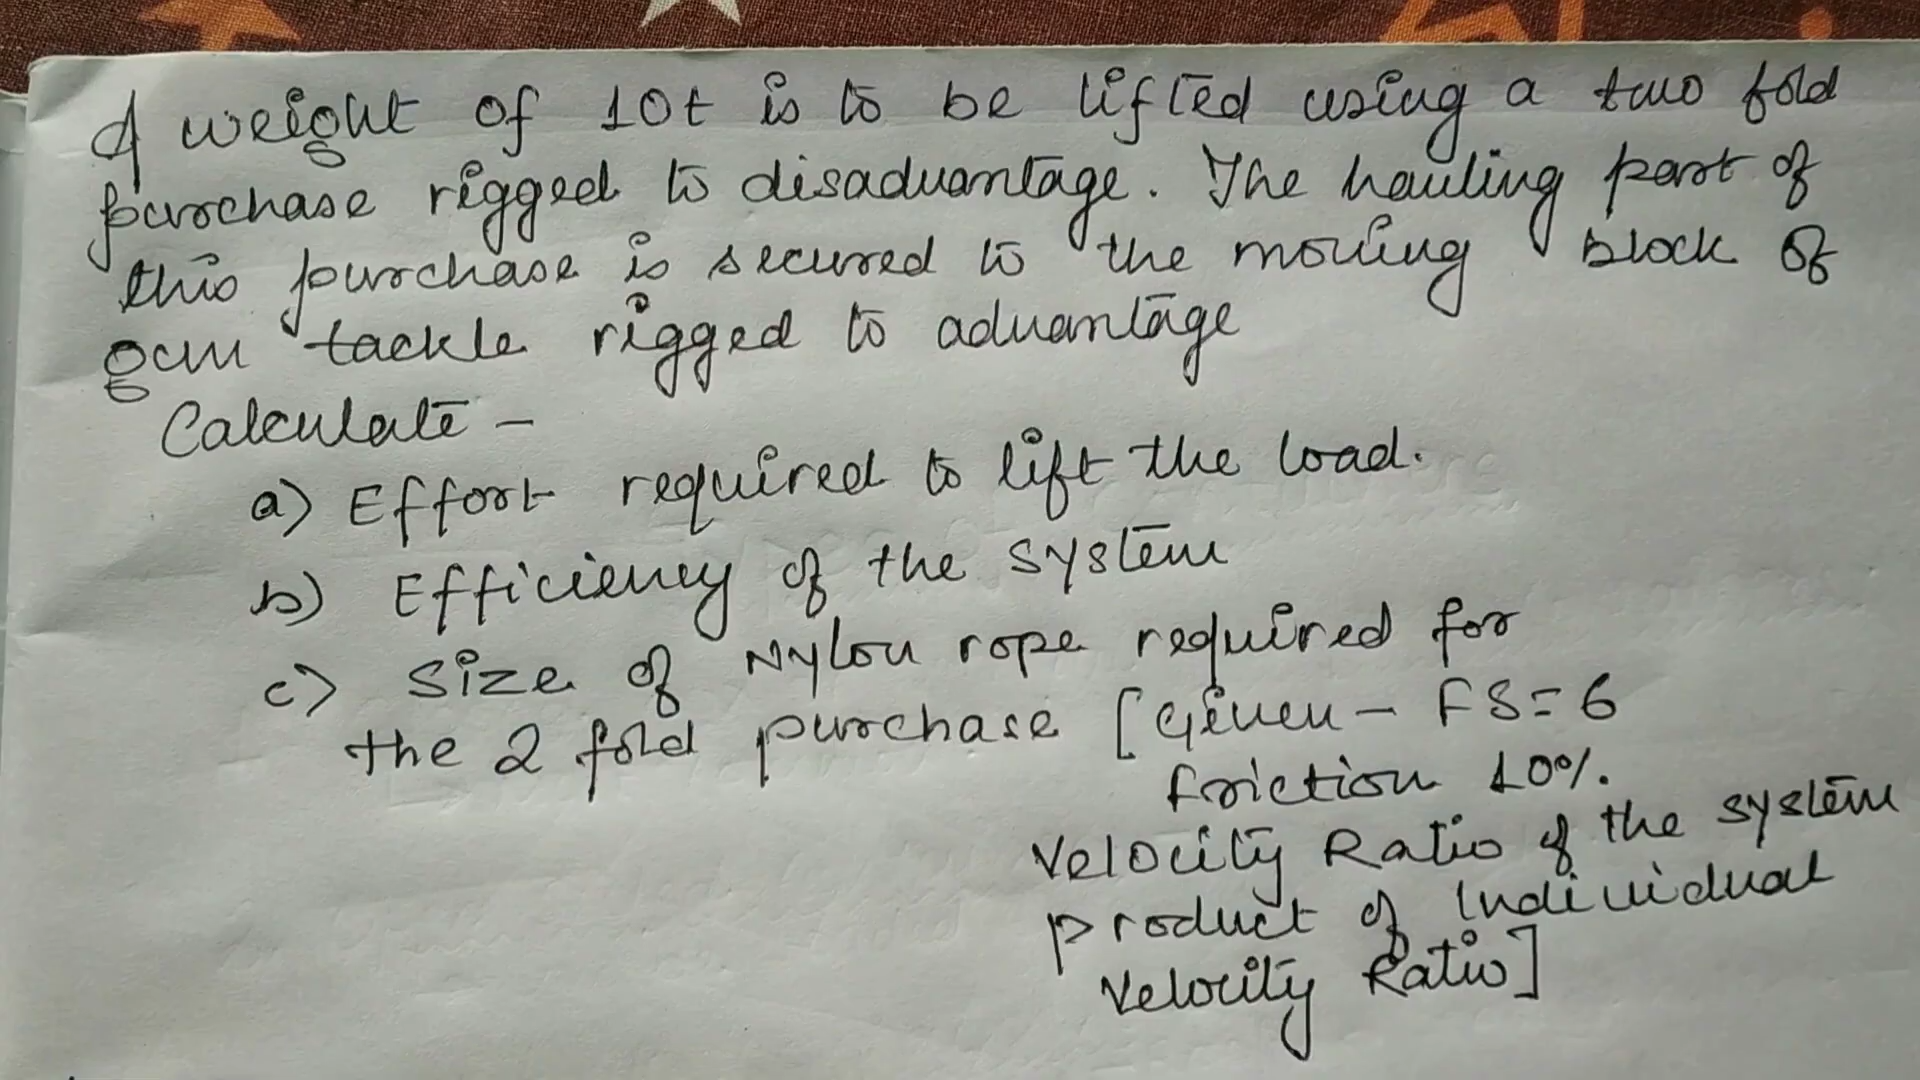 A weight of 10t is to be lifted using a two fold
purchase rigged to disadvantage. The hauling part of
this purchase is secured to the moving block of
gun tackle rigged to advantage
Calculate -
a) Effort required to lift the load.
b) Efficiency of the system
c) Size of Nylon rope required for
the 2 fold purchase [Given - FS = 6
friction 10%.
Velocity Ratio of the system
product of Individual
Velocity Ratio]